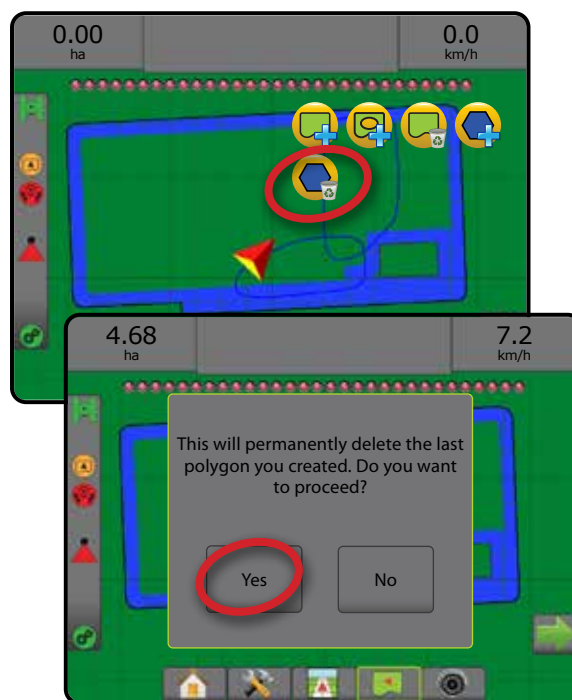 0.00
ha
0.0
km/h
4.68
ha
7.2
km/h
This will permanently delete the last
polygon you created. Do you want
to proceed?
Yes
No